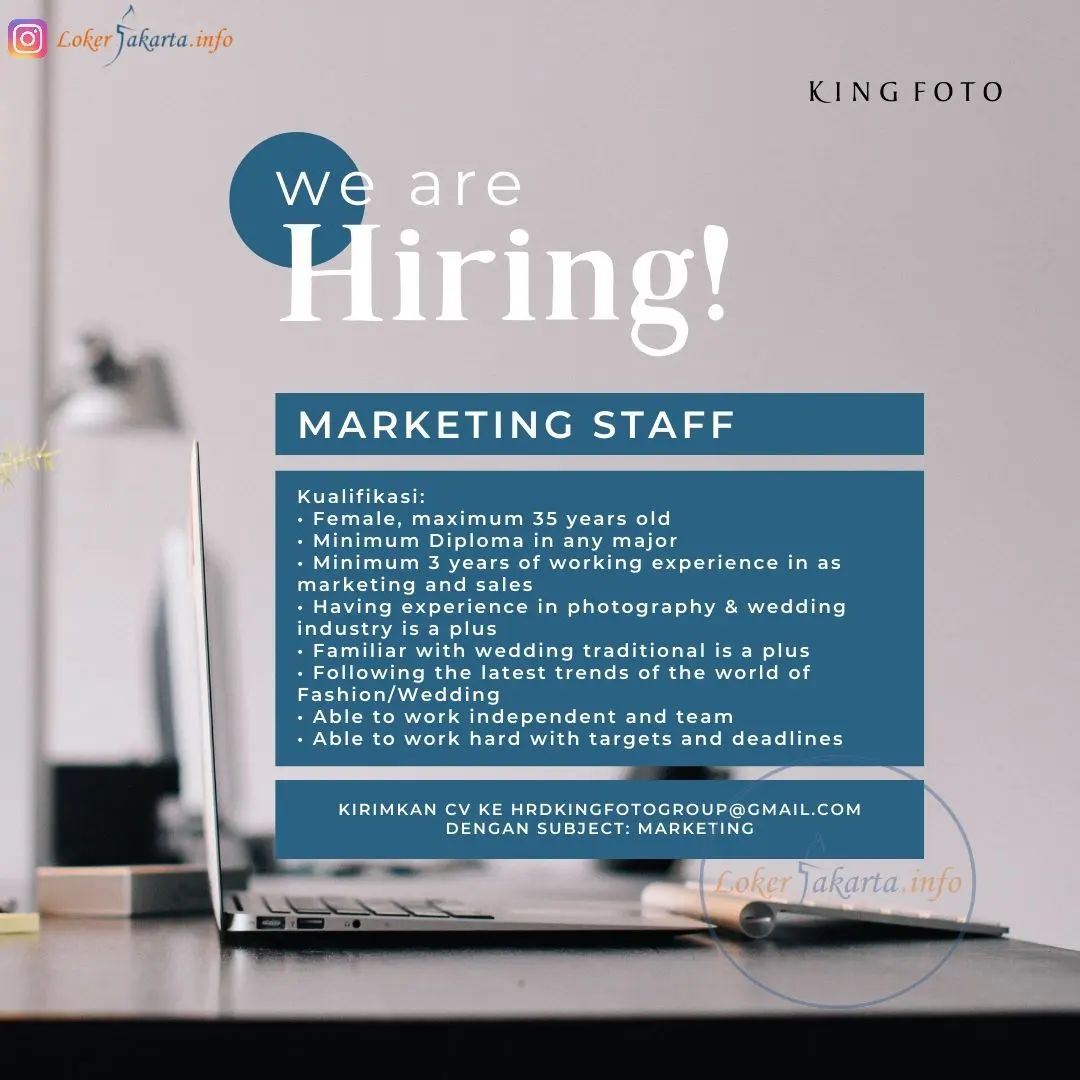 Loker Jakarta.info
KING FOTO
we are
Hiring!
MARKETING STAFF
Kualifikasi:
• Female, maximum 35 years old
• Minimum Diploma in any major
• Minimum 3 years of working experience in as
marketing and sales
• Having experience in photography & wedding
industry is a plus
• Familiar with wedding traditional is a plus
• Following the latest trends of the world of
Fashion/Wedding
• Able to work independent and team
• Able to work hard with targets and deadlines
KIRIMKAN CV KE HRDKINGFOTOGROUP@GMAIL.COM
DENGAN SUBJECT: MARKETING
Loker Jakarta.info